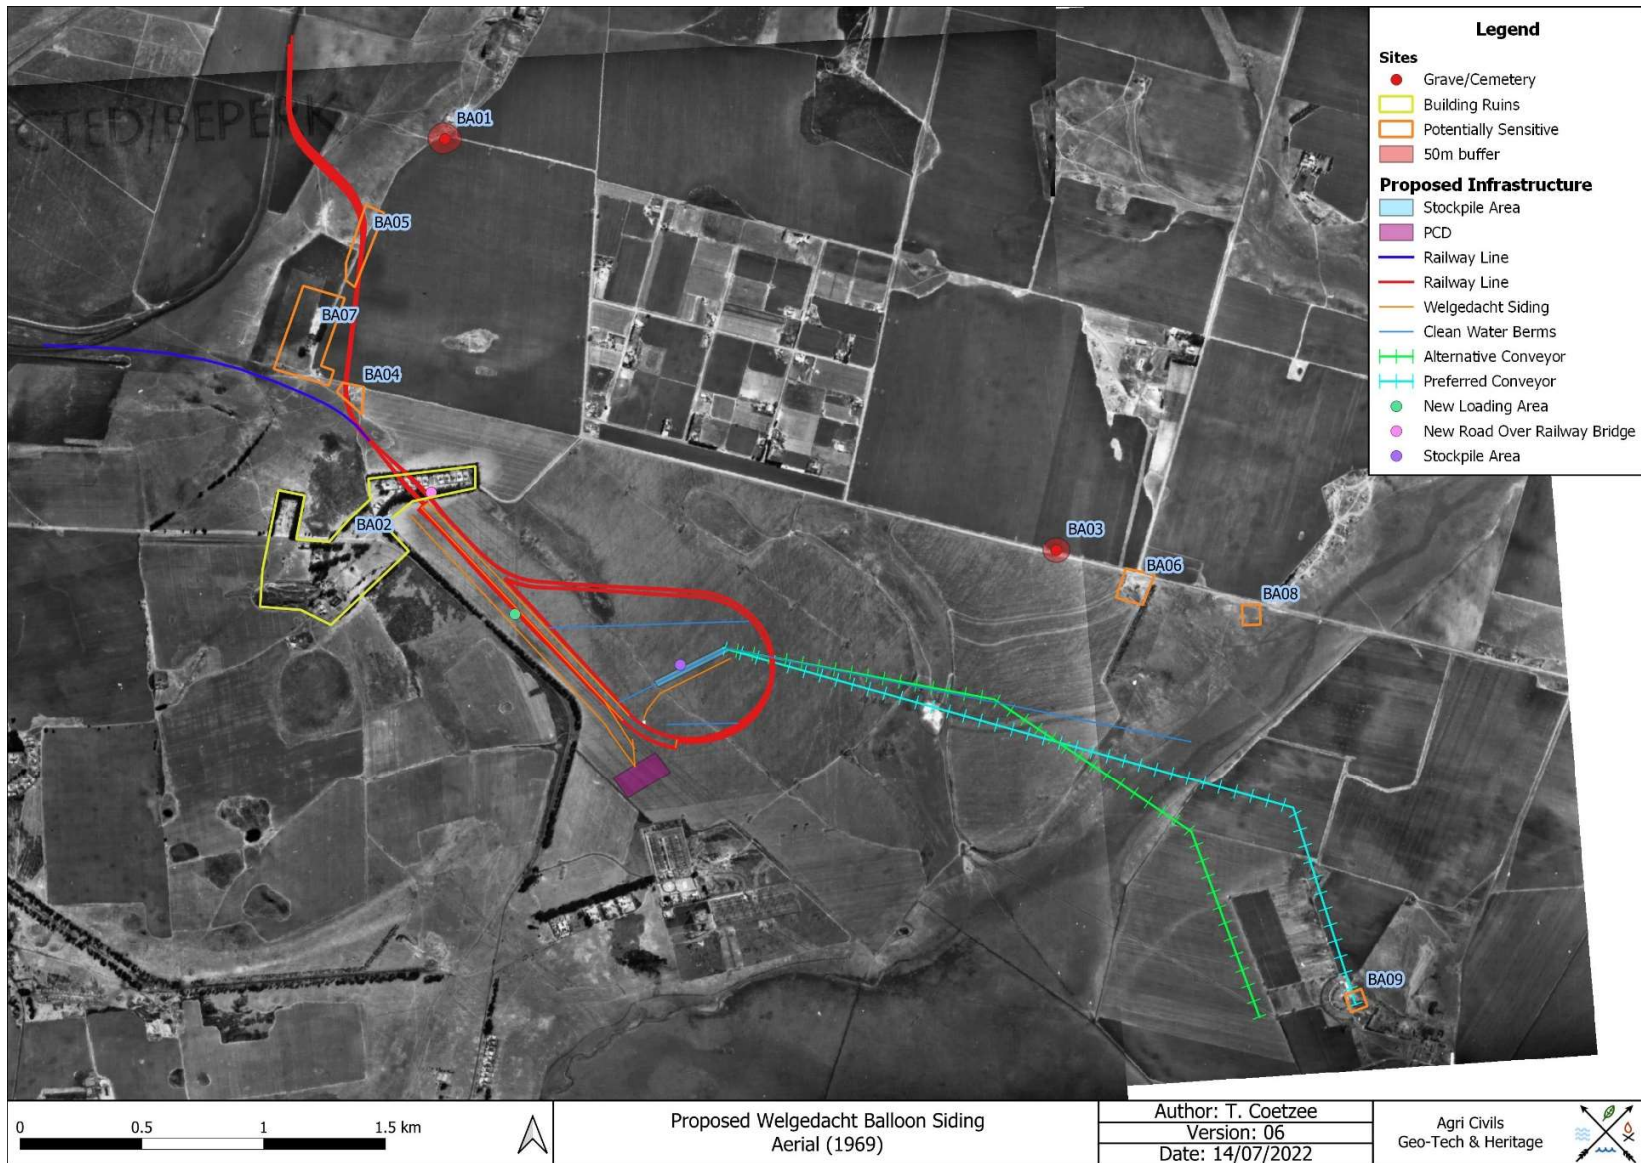 Legend
Sites
Grave/Cemetery
Building Ruins
Potentially Sensitive
50m buffer
Proposed Infrastructure
Stockpile Area
PCD
Railway Line
Railway Line
Welgedacht Siding
Clean Water Berms
Alternative Conveyor
Preferred Conveyor
New Loading Area
New Road Over Railway Bridge
Stockpile Area
CTED/BEPERK
BA01
BA05
BA07
BA04
BA02
BA03
BA06
BA08
BA09
0 0.5 1 1.5 km
Proposed Welgedacht Balloon Siding
Aerial (1969)
Author: T. Coetzee
Version: 06
Date: 14/07/2022
Agri Civils
Geo-Tech & Heritage